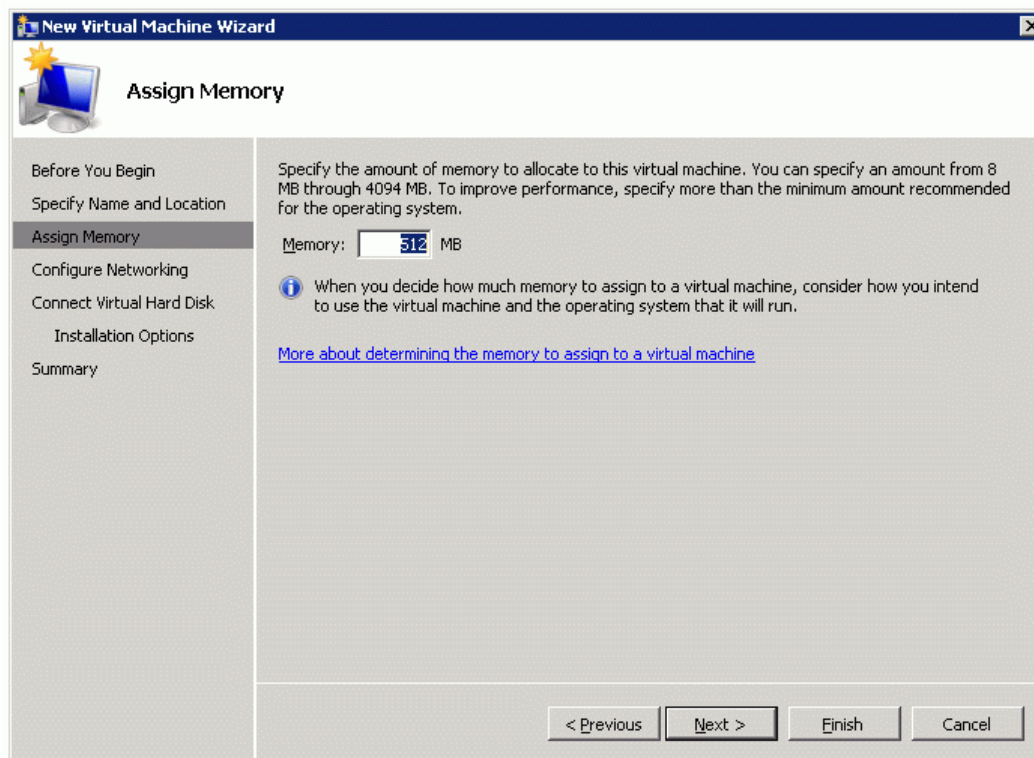 New Virtual Machine Wizard
Assign Memory
Before You Begin
Specify Name and Location
Assign Memory
Configure Networking
Connect Virtual Hard Disk
Installation Options
Summary
Specify the amount of memory to allocate to this virtual machine. You can specify an amount from 8
MB through 4094 MB. To improve performance, specify more than the minimum amount recommended
for the operating system.
Memory: 512 MB
When you decide how much memory to assign to a virtual machine, consider how you intend
to use the virtual machine and the operating system that it will run.
More about determining the memory to assign to a virtual machine
< Previous
Next >
Finish
Cancel